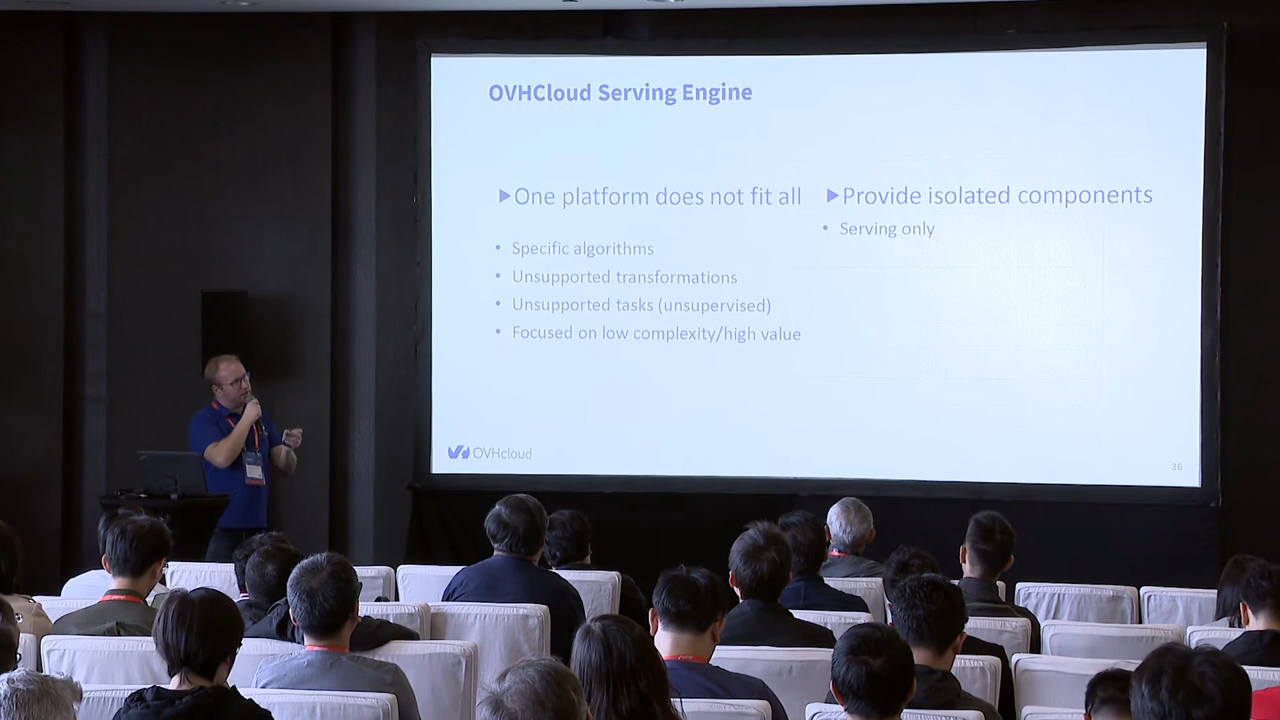 OVHCloud Serving Engine
▶One platform does not fit all
• Specific algorithms
• Unsupported transformations
• Unsupported tasks (unsupervised)
• Focused on low complexity/high value
▶Provide isolated components
• Serving only
OVHcloud
36